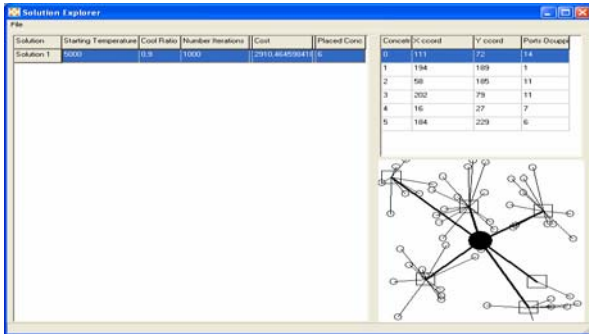 Solution Explorer
File
Solution Starting Temperature Cool Ratio Number Iterations Cost Placed Conc
Solution 1 5000 0,9 1000 2910,46459841 6
Concetr X coord Y coord Ports Ocuppi
0 111 72 14
1 194 189 1
2 58 185 11
3 202 79 11
4 16 27 7
5 184 229 6